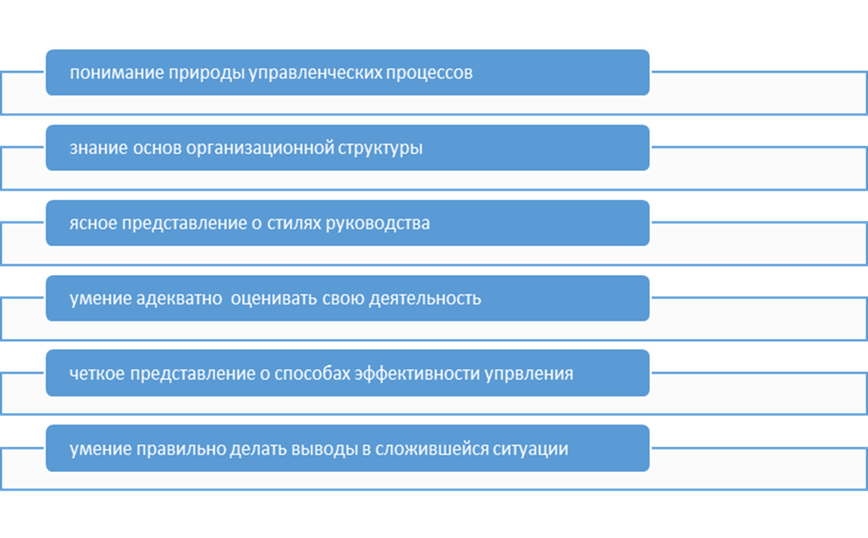 понимание природы управленческих процессов
знание основ организационной структуры
ясное представление о стилях руководства
умение адекватно  оценивать свою деятельность
четкое представление о способах эффективности упрвления
умение правильно делать выводы в сложившейся ситуации